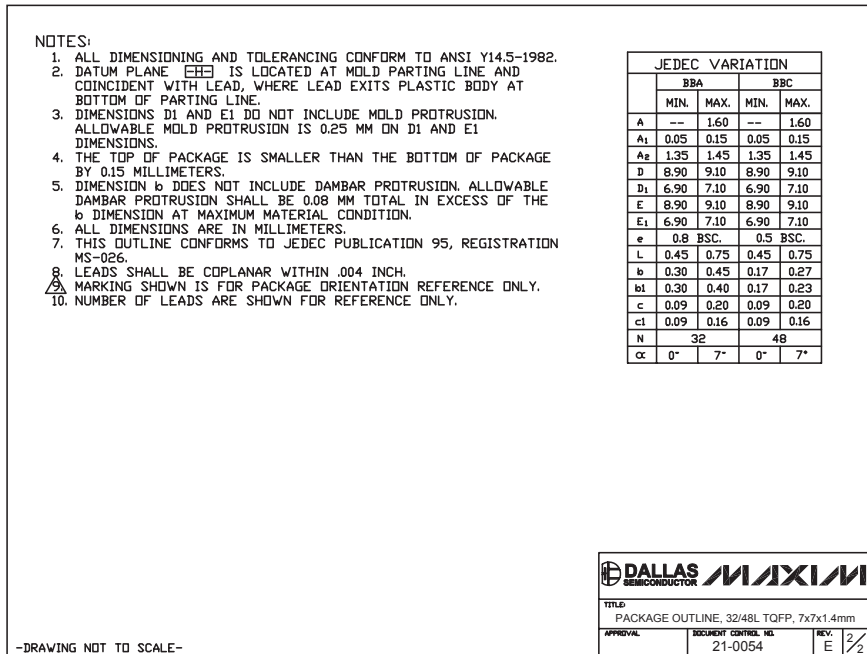 NOTES:
1. ALL DIMENSIONING AND TOLERANCING CONFORM TO ANSI Y14.5-1982.
2. DATUM PLANE -H- IS LOCATED AT MOLD PARTING LINE AND
COINCIDENT WITH LEAD, WHERE LEAD EXITS PLASTIC BODY AT
BOTTOM OF PARTING LINE.
3. DIMENSIONS D1 AND E1 DO NOT INCLUDE MOLD PROTRUSION.
ALLOWABLE MOLD PROTRUSION IS 0.25 MM ON D1 AND E1
DIMENSIONS.
4. THE TOP OF PACKAGE IS SMALLER THAN THE BOTTOM OF PACKAGE
BY 0.15 MILLIMETERS.
5. DIMENSION b DOES NOT INCLUDE DAMBAR PROTRUSION. ALLOWABLE
DAMBAR PROTRUSION SHALL BE 0.08 MM TOTAL IN EXCESS OF THE
b DIMENSION AT MAXIMUM MATERIAL CONDITION.
6. ALL DIMENSIONS ARE IN MILLIMETERS.
7. THIS OUTLINE CONFORMS TO JEDEC PUBLICATION 95, REGISTRATION
MS-026.
8. LEADS SHALL BE COPLANAR WITHIN .004 INCH.
9. MARKING SHOWN IS FOR PACKAGE ORIENTATION REFERENCE ONLY.
10. NUMBER OF LEADS ARE SHOWN FOR REFERENCE ONLY.
JEDEC VARIATION
BBA BBC
MIN. MAX. MIN. MAX.
A -- 1.60 -- 1.60
A1 0.05 0.15 0.05 0.15
A2 1.35 1.45 1.35 1.45
D 8.90 9.10 8.90 9.10
D1 6.90 7.10 6.90 7.10
E 8.90 9.10 8.90 9.10
E1 6.90 7.10 6.90 7.10
e 0.8 BSC. 0.5 BSC.
L 0.45 0.75 0.45 0.75
b 0.30 0.45 0.17 0.27
b1 0.30 0.40 0.17 0.23
c 0.09 0.20 0.09 0.20
c1 0.09 0.16 0.09 0.16
N 32 48
α 0° 7° 0° 7°
DALLAS SEMICONDUCTOR MAXIM
TITLE:
PACKAGE OUTLINE, 32/48L TQFP, 7x7x1.4mm
APPROVAL DOCUMENT CONTROL NO. REV.
21-0054 E 2/2
-DRAWING NOT TO SCALE-